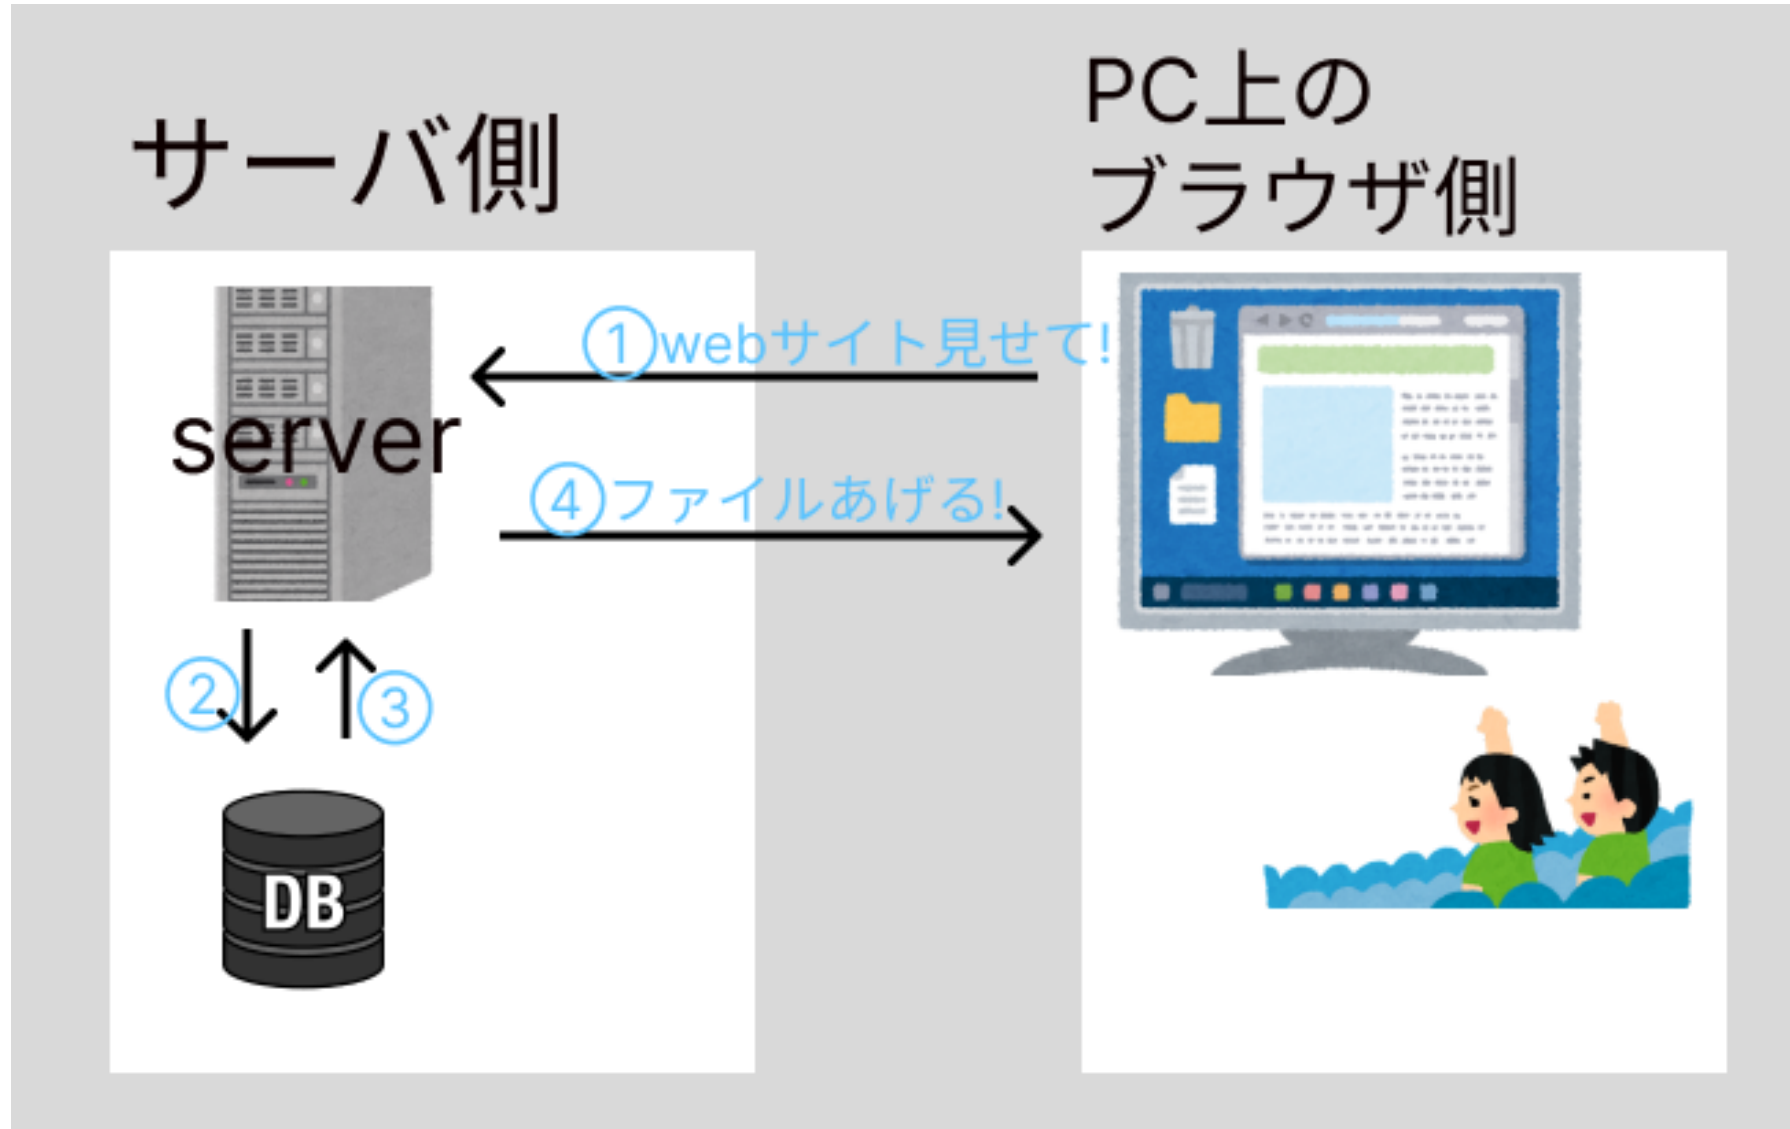 サーバ側
PC上の
ブラウザ側
①webサイト見せて!
server
④ファイルあげる!
②
③
DB